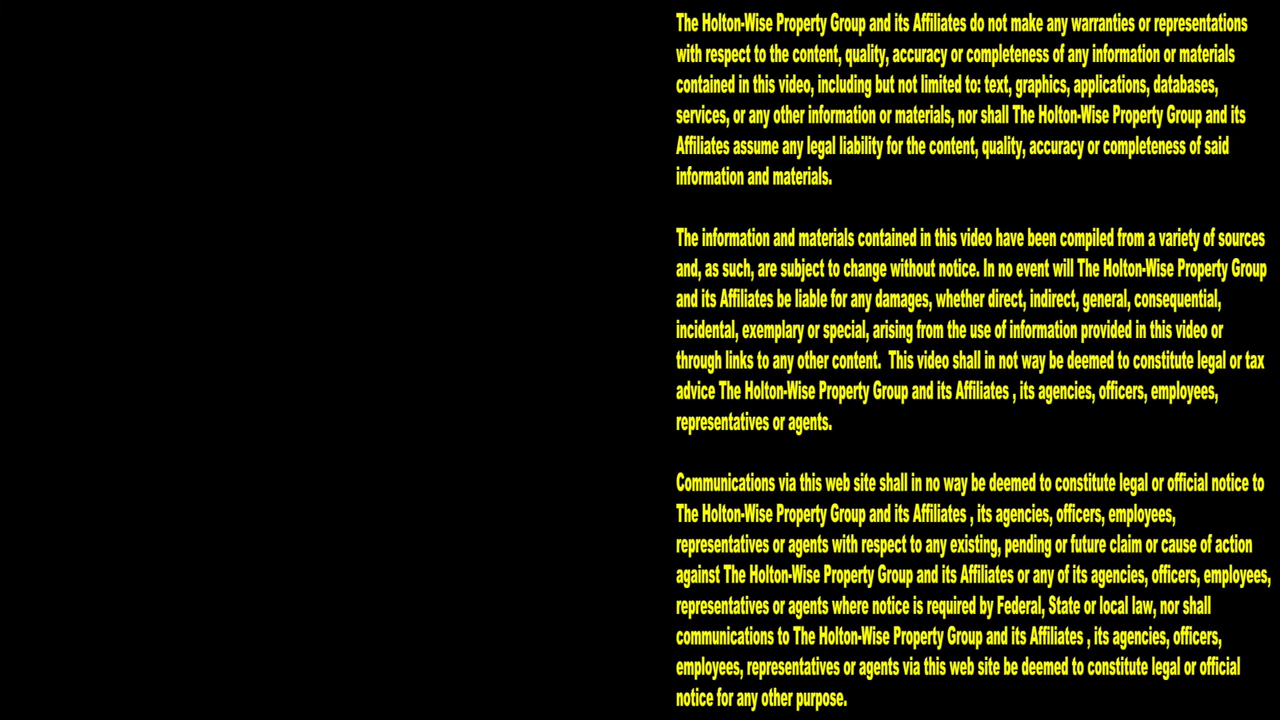 The Holton-Wise Property Group and its Affiliates do not make any warranties or representations
with respect to the content, quality, accuracy or completeness of any information or materials
contained in this video, including but not limited to: text, graphics, applications, databases,
services, or any other information or materials, nor shall The Holton-Wise Property Group and its
Affiliates assume any legal liability for the content, quality, accuracy or completeness of said
information and materials.
The information and materials contained in this video have been compiled from a variety of sources
and, as such, are subject to change without notice. In no event will The Holton-Wise Property Group
and its Affiliates be liable for any damages, whether direct, indirect, general, consequential,
incidental, exemplary or special, arising from the use of information provided in this video or
through links to any other content.  This video shall in not way be deemed to constitute legal or tax
advice The Holton-Wise Property Group and its Affiliates , its agencies, officers, employees,
representatives or agents.
Communications via this web site shall in no way be deemed to constitute legal or official notice to
The Holton-Wise Property Group and its Affiliates , its agencies, officers, employees,
representatives or agents with respect to any existing, pending or future claim or cause of action
against The Holton-Wise Property Group and its Affiliates or any of its agencies, officers, employees,
representatives or agents where notice is required by Federal, State or local law, nor shall
communications to The Holton-Wise Property Group and its Affiliates , its agencies, officers,
employees, representatives or agents via this web site be deemed to constitute legal or official
notice for any other purpose.